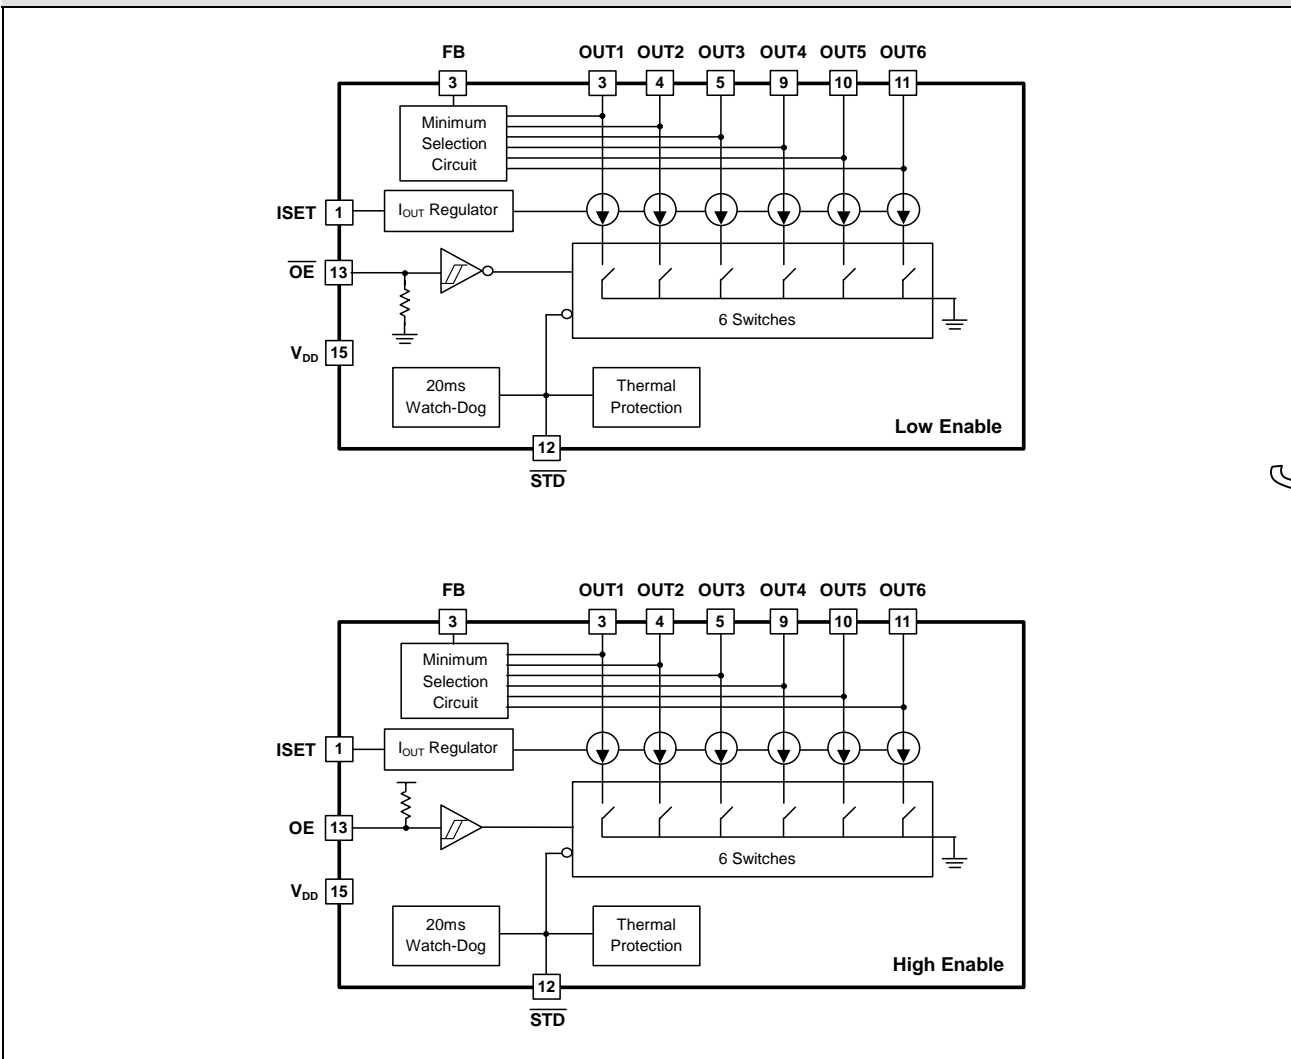 FB OUT1 OUT2 OUT3 OUT4 OUT5 OUT6
3 3 4 5 9 10 11
Minimum
Selection
Circuit
ISET 1 IOUT Regulator
OE 13
6 Switches
VDD 15
20ms
Watch-Dog
Thermal
Protection
Low Enable
12
STD
FB OUT1 OUT2 OUT3 OUT4 OUT5 OUT6
3 3 4 5 9 10 11
Minimum
Selection
Circuit
ISET 1 IOUT Regulator
OE 13
6 Switches
VDD 15
20ms
Watch-Dog
Thermal
Protection
High Enable
12
STD